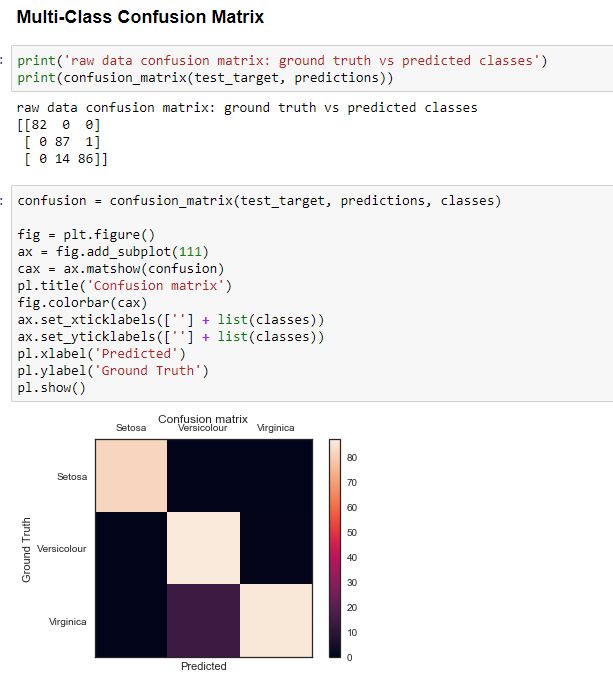 Multi-Class Confusion Matrix
: print('raw data confusion matrix: ground truth vs predicted classes')
print(confusion_matrix(test_target, predictions))
raw data confusion matrix: ground truth vs predicted classes
[[82  0  0]
 [ 0 87  1]
 [ 0 14 86]]
: confusion = confusion_matrix(test_target, predictions, classes)
fig = plt.figure()
ax = fig.add_subplot(111)
cax = ax.matshow(confusion)
pl.title('Confusion matrix')
fig.colorbar(cax)
ax.set_xticklabels([''] + list(classes))
ax.set_yticklabels([''] + list(classes))
pl.xlabel('Predicted')
pl.ylabel('Ground Truth')
pl.show()
Confusion matrix
Setosa Versicolour Virginica
Setosa
Versicolour
Virginica
Ground Truth
Predicted
80
70
60
50
40
30
20
10
0